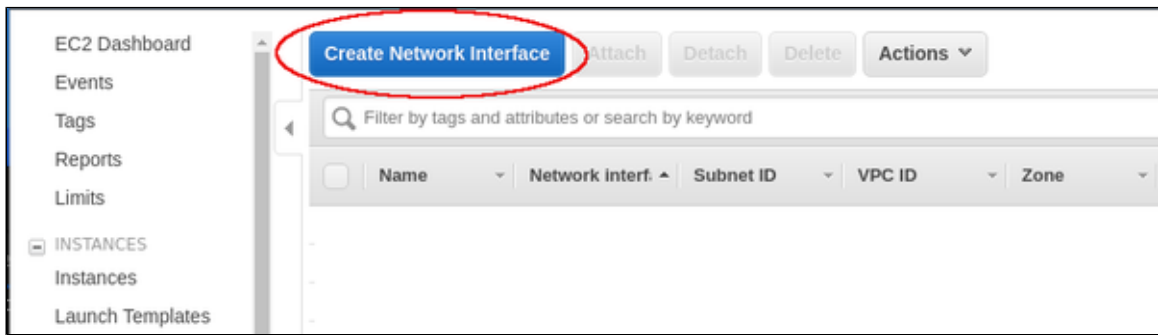 EC2 Dashboard
Events
Tags
Reports
Limits
INSTANCES
Instances
Launch Templates
Create Network Interface Attach Detach Delete Actions
Filter by tags and attributes or search by keyword
Name Network interf. Subnet ID VPC ID Zone